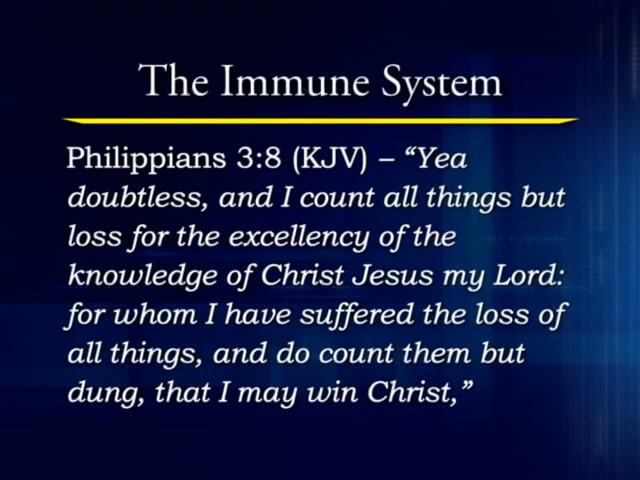 The Immune System
Philippians 3:8 (KJV) – “Yea
doubtless, and I count all things but
loss for the excellency of the
knowledge of Christ Jesus my Lord:
for whom I have suffered the loss of
all things, and do count them but
dung, that I may win Christ,”